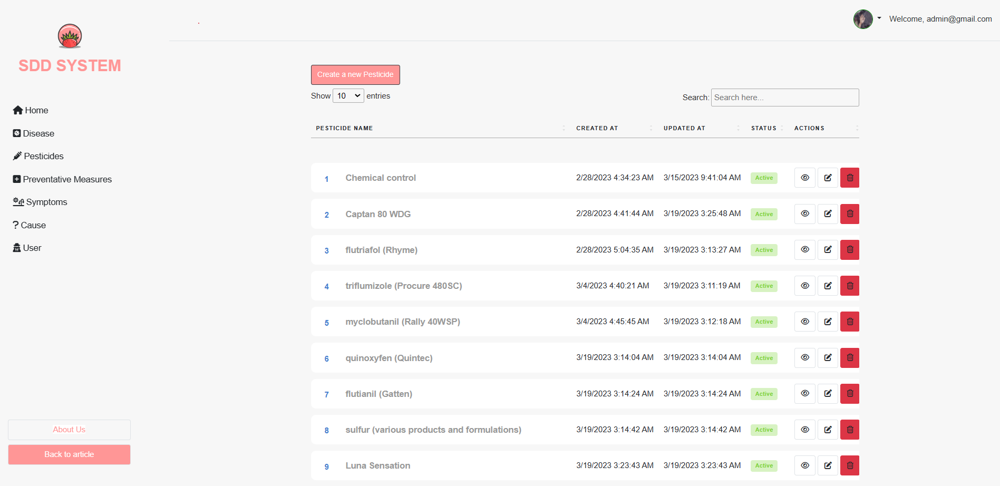 Welcome, admin@gmail.com
SDD SYSTEM
Home
Disease
Pesticides
Preventative Measures
Symptoms
? Cause
User
About Us
Back to article
Create a new Pesticide
Show 10 entries
Search: Search here...
PESTICIDE NAME CREATED AT UPDATED AT STATUS ACTIONS
1 Chemical control 2/28/2023 4:34:23 AM 3/15/2023 9:41:04 AM Active
2 Captan 80 WDG 2/28/2023 4:41:44 AM 3/19/2023 3:25:48 AM Active
3 flutriafol (Rhyme) 2/28/2023 5:04:35 AM 3/19/2023 3:13:27 AM Active
4 triflumizole (Procure 480SC) 3/4/2023 4:40:21 AM 3/19/2023 3:11:19 AM Active
5 myclobutanil (Rally 40WSP) 3/4/2023 4:45:45 AM 3/19/2023 3:12:18 AM Active
6 quinoxyfen (Quintec) 3/19/2023 3:14:04 AM 3/19/2023 3:14:04 AM Active
7 flutianil (Gatten) 3/19/2023 3:14:24 AM 3/19/2023 3:14:24 AM Active
8 sulfur (various products and formulations) 3/19/2023 3:14:42 AM 3/19/2023 3:14:42 AM Active
9 Luna Sensation 3/19/2023 3:23:43 AM 3/19/2023 3:23:43 AM Active